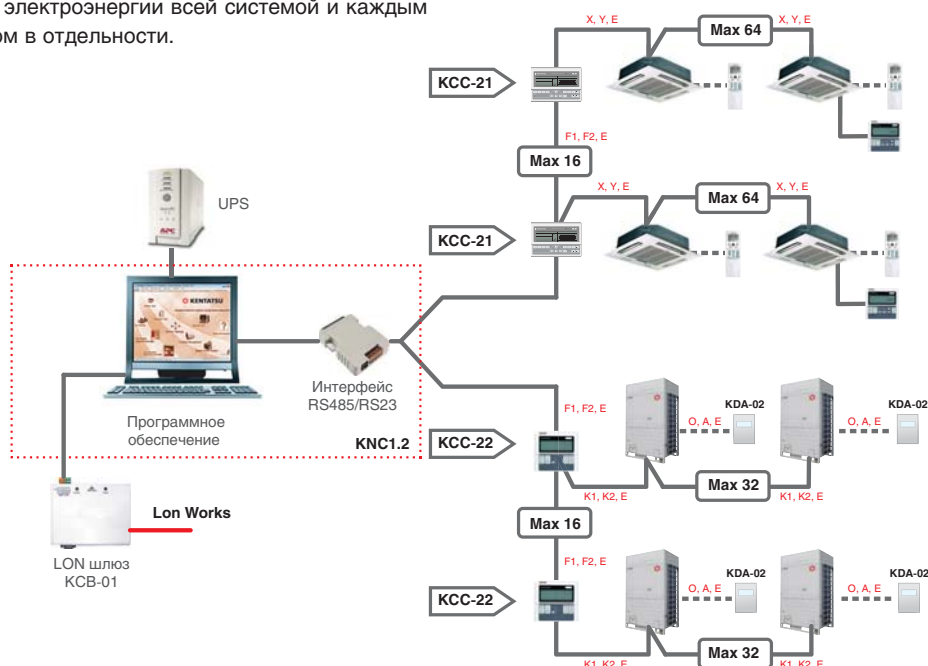 электроэнергии всей системой и каждым
ом в отдельности.
X, Y, E
Max 64
X, Y, E
KCC-21
F1, F2, E
Max 16
UPS
APC
X, Y, E
Max 64
X, Y, E
KCC-21
KENTATSU
Интерфейс
RS485/RS23
Программное
обеспечение
KNC1.2
F1, F2, E
KCC-22
O, A, E
KDA-02
O, A, E
KDA-02
K1, K2, E
Max 32
K1, K2, E
Max 16
Lon Works
LON шлюз
KCB-01
F1, F2, E
KCC-22
O, A, E
KDA-02
O, A, E
KDA-02
K1, K2, E
Max 32
K1, K2, E